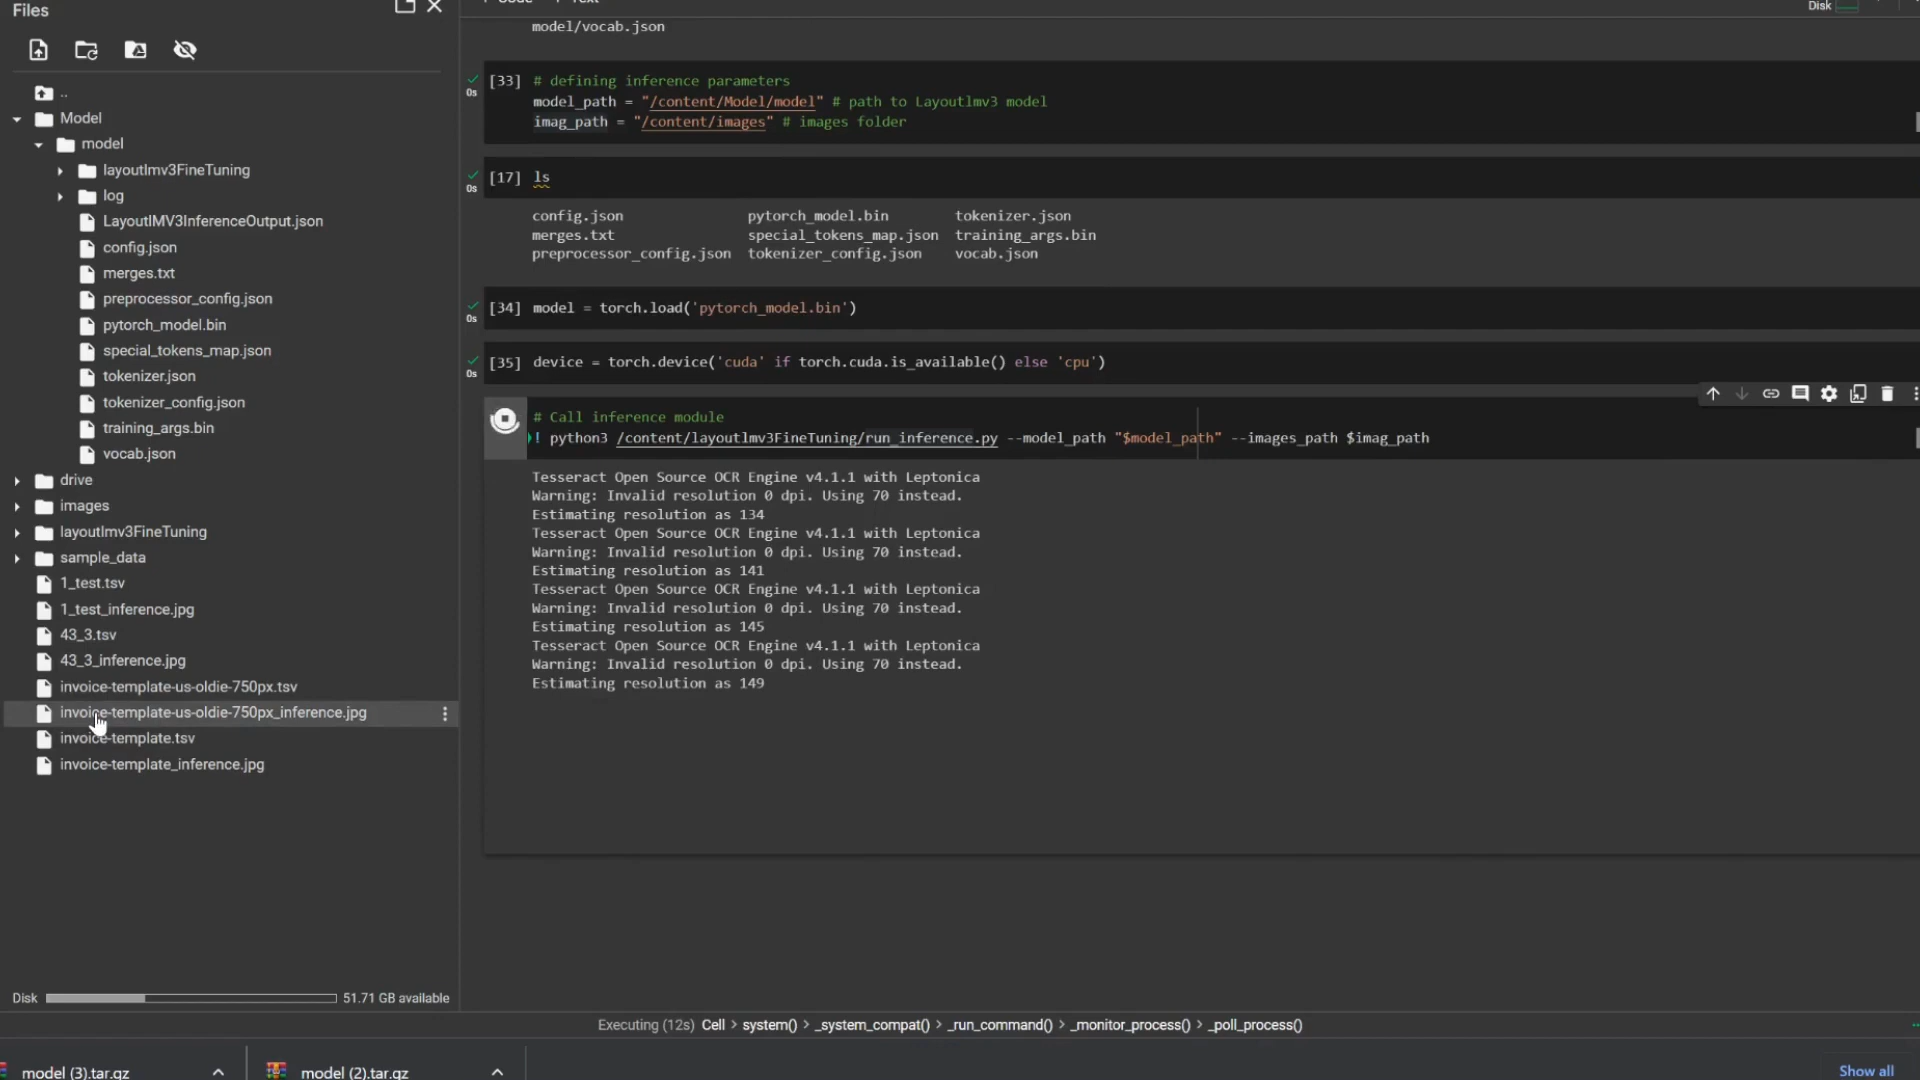 Files
..
Model
model
layoutlmv3FineTuning
log
LayoutlMV3InferenceOutput.json
config.json
merges.txt
preprocessor_config.json
pytorch_model.bin
special_tokens_map.json
tokenizer.json
tokenizer_config.json
training_args.bin
vocab.json
drive
images
layoutlmv3FineTuning
sample_data
1_test.tsv
1_test_inference.jpg
43_3.tsv
43_3_inference.jpg
invoice-template-us-oldie-750px.tsv
invoice-template-us-oldie-750px_inference.jpg
invoice-template.tsv
invoice-template_inference.jpg
Disk 51.71 GB available
Disk
model/vocab.json
0s [33] # defining inference parameters
model_path = "/content/Model/model" # path to Layoutlmv3 model
imag_path = "/content/images" # images folder
0s [17] ls
config.json pytorch_model.bin tokenizer.json
merges.txt special_tokens_map.json training_args.bin
preprocessor_config.json tokenizer_config.json vocab.json
0s [34] model = torch.load('pytorch_model.bin')
0s [35] device = torch.device('cuda' if torch.cuda.is_available() else 'cpu')
# Call inference module
! python3 /content/layoutlmv3FineTuning/run_inference.py --model_path "$model_path" --images_path $imag_path
Tesseract Open Source OCR Engine v4.1.1 with Leptonica
Warning: Invalid resolution 0 dpi. Using 70 instead.
Estimating resolution as 134
Tesseract Open Source OCR Engine v4.1.1 with Leptonica
Warning: Invalid resolution 0 dpi. Using 70 instead.
Estimating resolution as 141
Tesseract Open Source OCR Engine v4.1.1 with Leptonica
Warning: Invalid resolution 0 dpi. Using 70 instead.
Estimating resolution as 145
Tesseract Open Source OCR Engine v4.1.1 with Leptonica
Warning: Invalid resolution 0 dpi. Using 70 instead.
Estimating resolution as 149
Executing (12s) Cell > system() > _system_compat() > _run_command() > _monitor_process() > _poll_process()
model (3).tar.gz model (2).tar.gz Show all